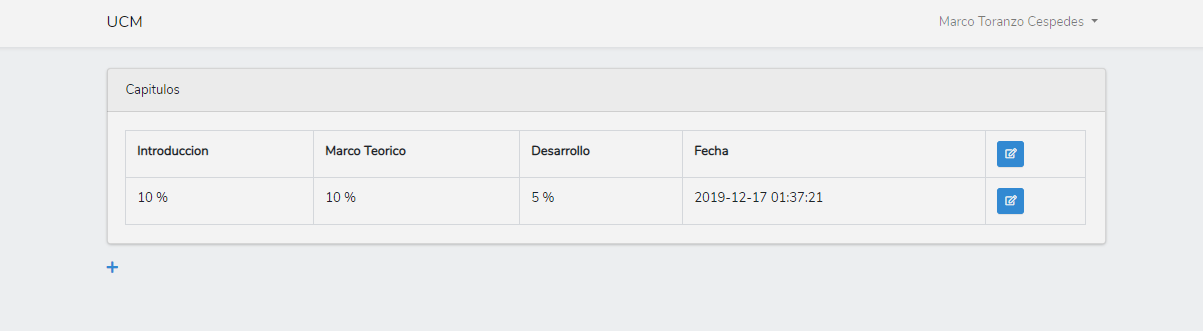 UCM
Marco Toranzo Cespedes
Capitulos
Introduccion Marco Teorico Desarrollo Fecha
10 % 10 % 5 % 2019-12-17 01:37:21
+